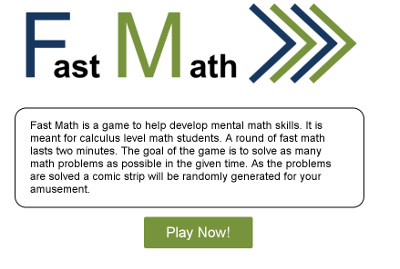 Fast Math
Fast Math is a game to help develop mental math skills. It is
meant for calculus level math students. A round of fast math
lasts two minutes. The goal of the game is to solve as many
math problems as possible in the given time. As the problems
are solved a comic strip will be randomly generated for your
amusement.
Play Now!